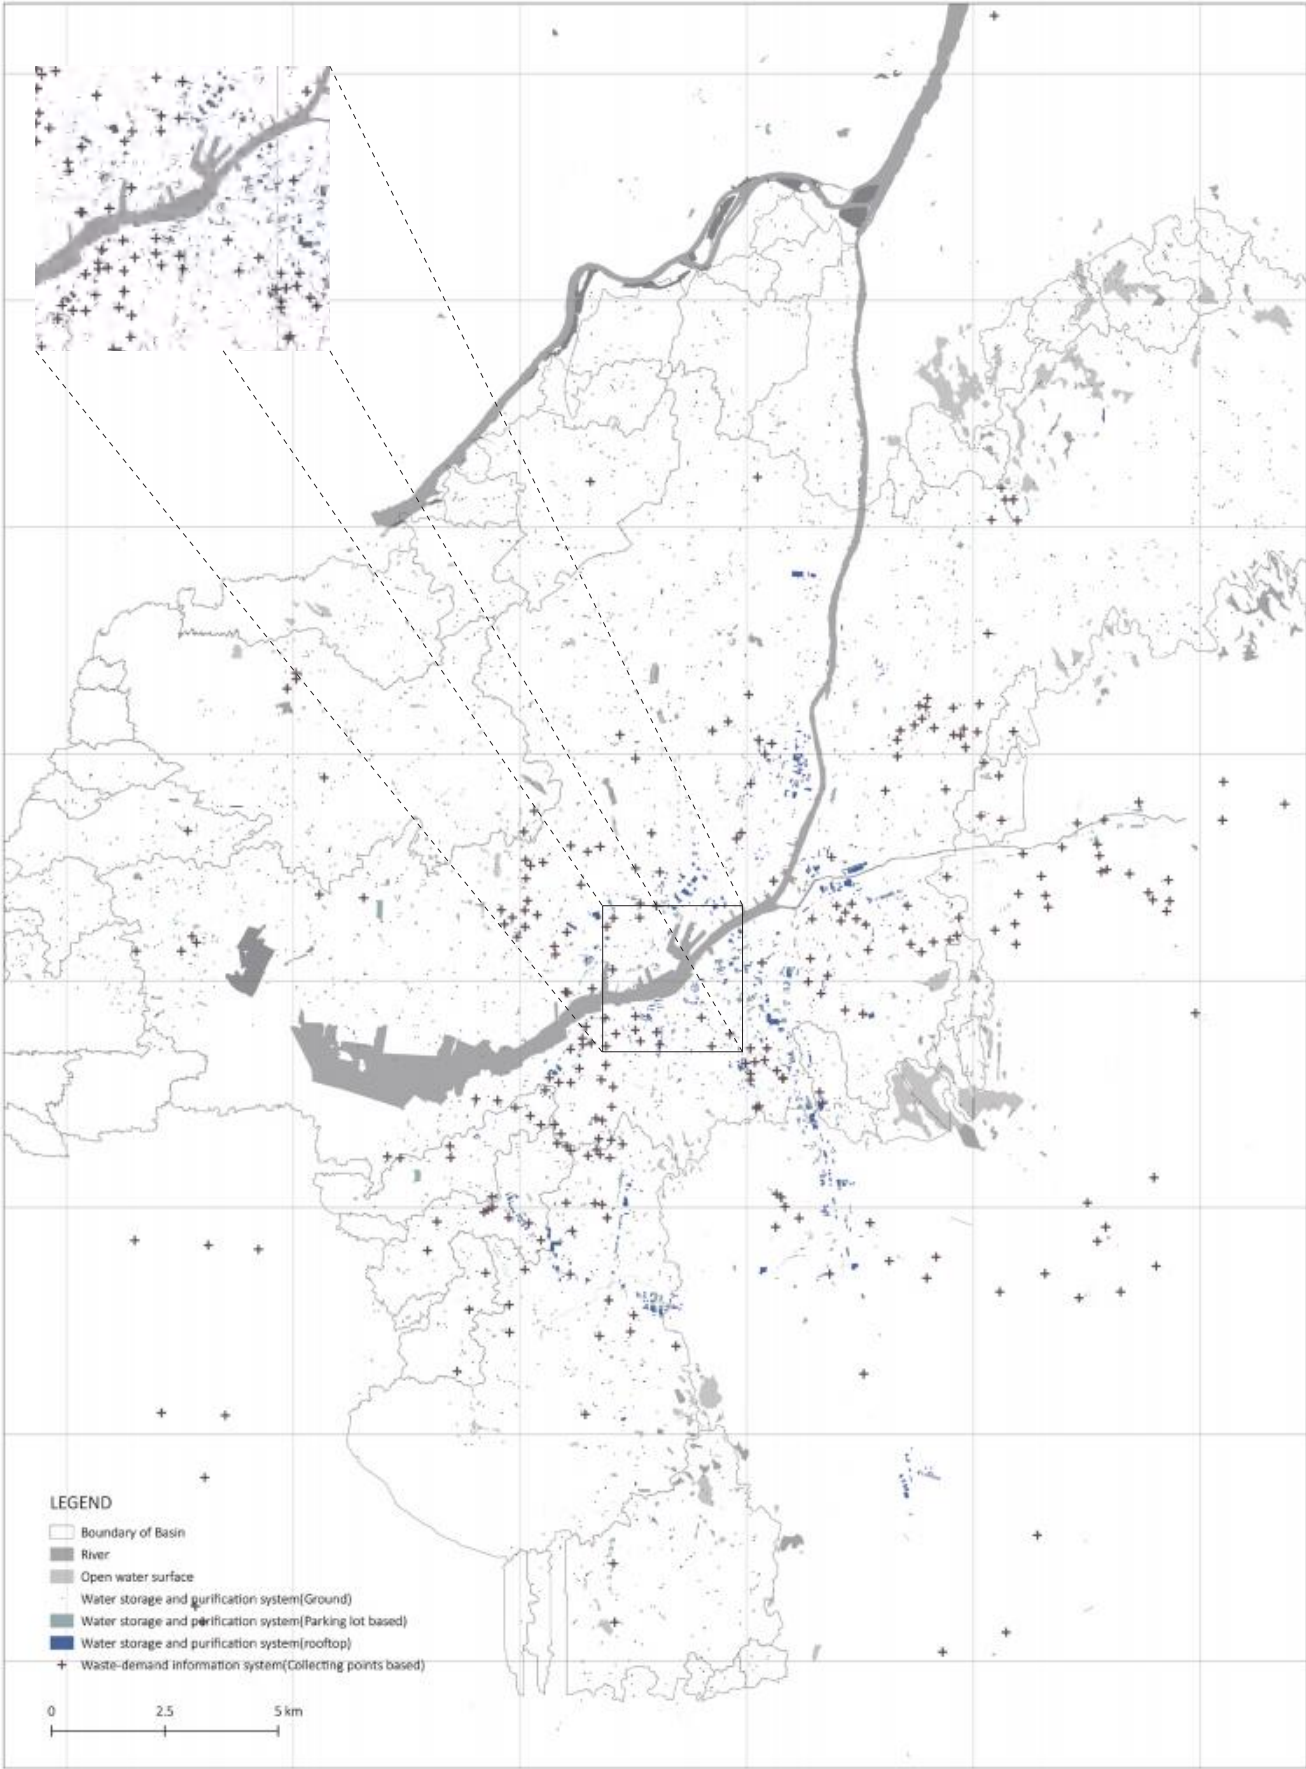 LEGEND
Boundary of Basin
River
Open water surface
Water storage and purification system(Ground)
Water storage and purification system(Parking lot based)
Water storage and purification system(rooftop)
Waste-demand information system(Collecting points based)
0 2.5 5 km